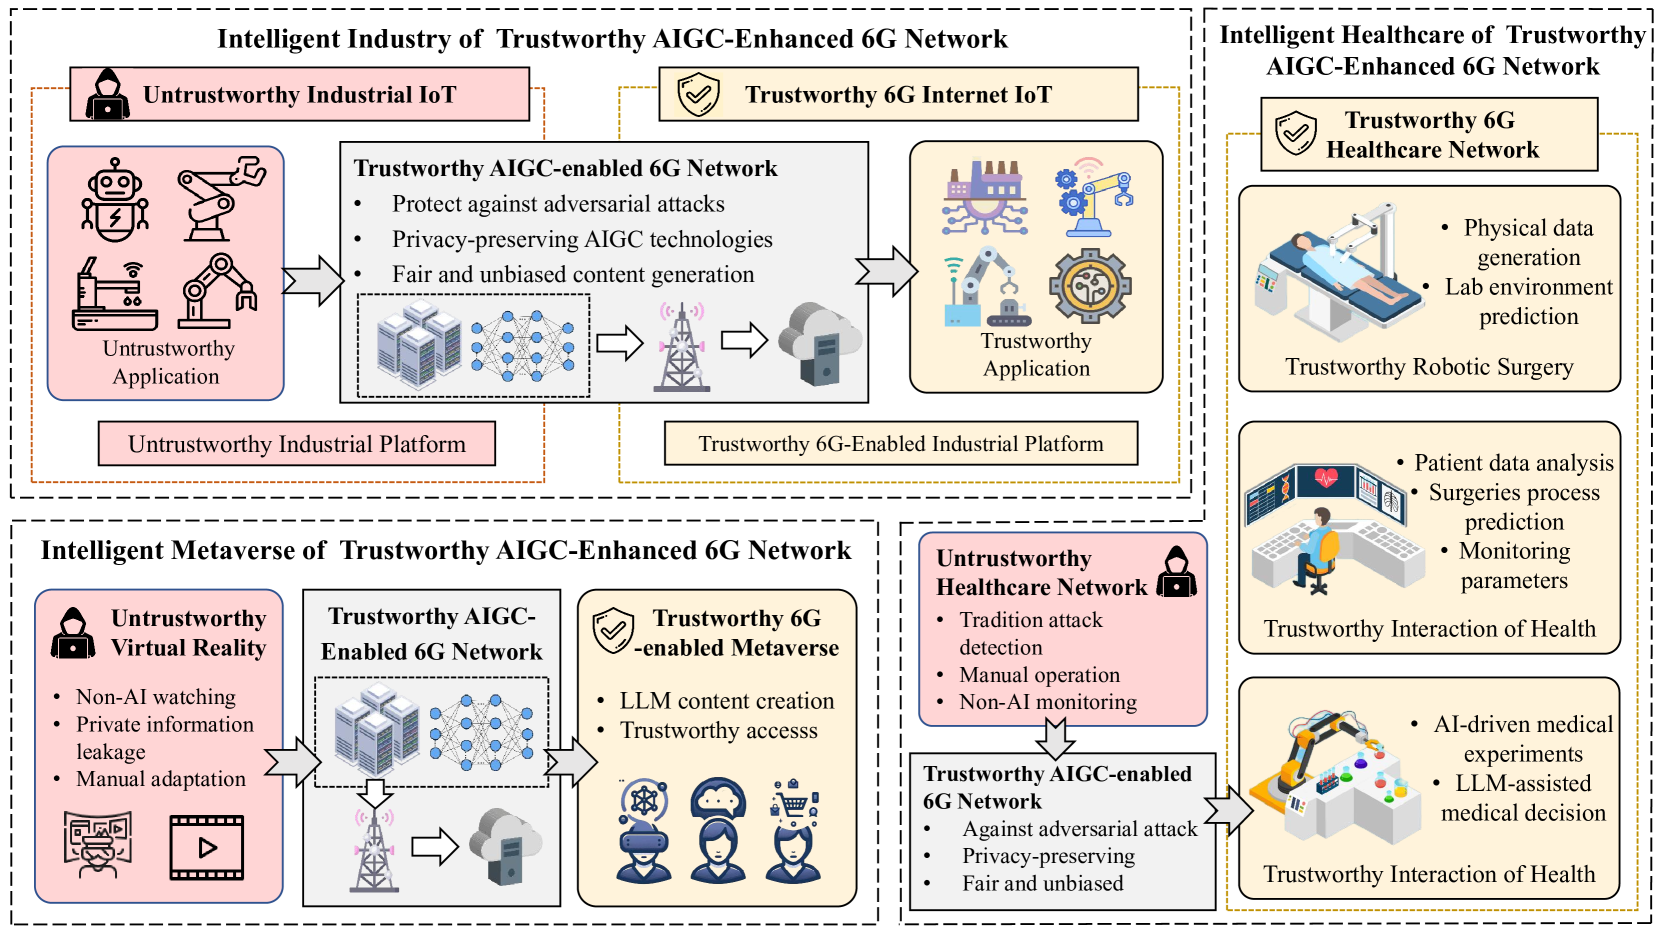 Intelligent Industry of Trustworthy AIGC-Enhanced 6G Network
Untrustworthy Industrial IoT
Trustworthy 6G Internet IoT
Untrustworthy
Application
Trustworthy AIGC-enabled 6G Network
• Protect against adversarial attacks
• Privacy-preserving AIGC technologies
• Fair and unbiased content generation
Trustworthy
Application
Untrustworthy Industrial Platform
Trustworthy 6G-Enabled Industrial Platform
Intelligent Healthcare of Trustworthy
AIGC-Enhanced 6G Network
Trustworthy 6G
Healthcare Network
• Physical data
generation
• Lab environment
prediction
Trustworthy Robotic Surgery
• Patient data analysis
• Surgeries process
prediction
• Monitoring
parameters
Trustworthy Interaction of Health
• AI-driven medical
experiments
• LLM-assisted
medical decision
Trustworthy Interaction of Health
Untrustworthy
Healthcare Network
• Tradition attack
detection
• Manual operation
• Non-AI monitoring
Trustworthy AIGC-enabled
6G Network
• Against adversarial attack
• Privacy-preserving
• Fair and unbiased
Intelligent Metaverse of Trustworthy AIGC-Enhanced 6G Network
Untrustworthy
Virtual Reality
• Non-AI watching
• Private information
leakage
• Manual adaptation
Trustworthy AIGC-
Enabled 6G Network
Trustworthy 6G
-enabled Metaverse
• LLM content creation
• Trustworthy accesss